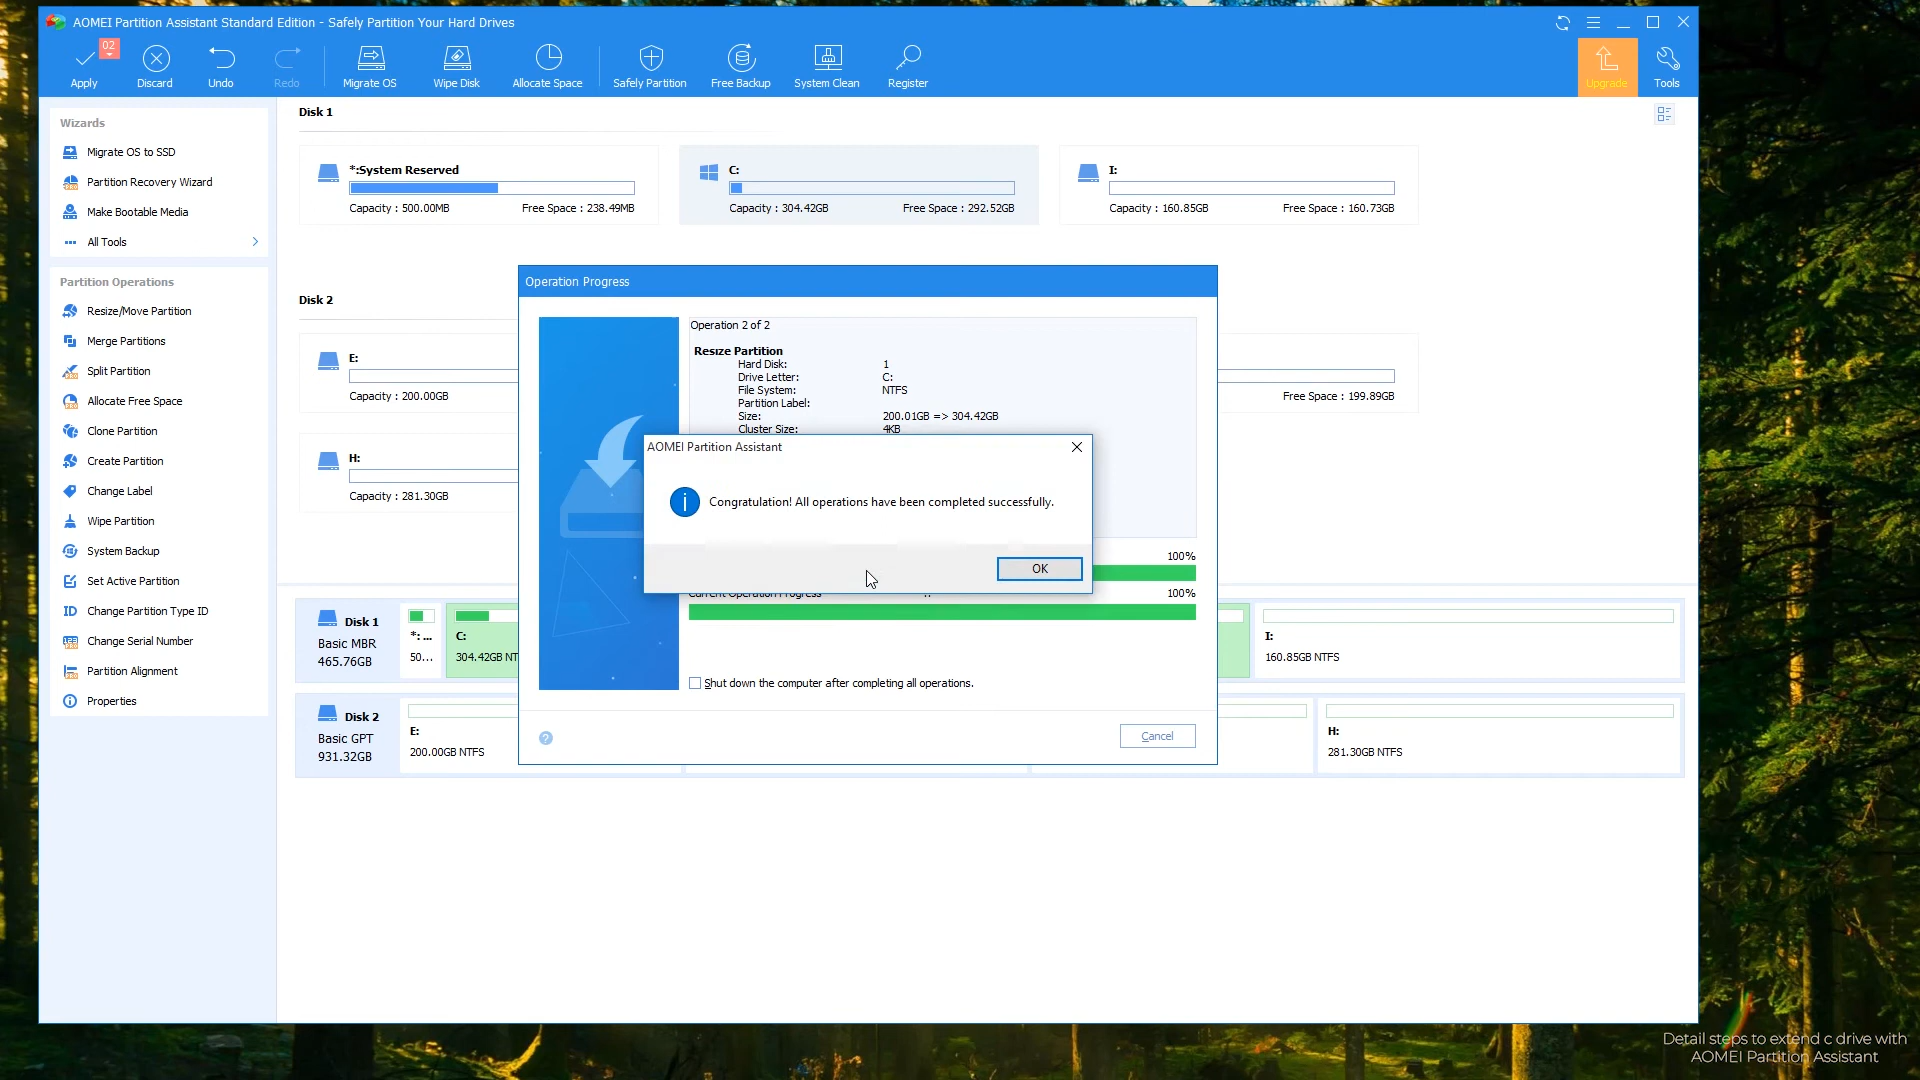 AOMEI Partition Assistant Standard Edition - Safely Partition Your Hard Drives
02
Apply
Discard
Undo
Redo
Migrate OS
Wipe Disk
Allocate Space
Safely Partition
Free Backup
System Clean
Register
Upgrade
Tools
Wizards
Migrate OS to SSD
Partition Recovery Wizard
Make Bootable Media
All Tools
Partition Operations
Resize/Move Partition
Merge Partitions
Split Partition
Allocate Free Space
Clone Partition
Create Partition
Change Label
Wipe Partition
System Backup
Set Active Partition
Change Partition Type ID
Change Serial Number
Partition Alignment
Properties
Disk 1
*:System Reserved
Capacity : 500.00MB Free Space : 238.49MB
C:
Capacity : 304.42GB Free Space : 292.52GB
I:
Capacity : 160.85GB Free Space : 160.73GB
Disk 2
E:
Capacity : 200.00GB
Free Space : 199.89GB
H:
Capacity : 281.30GB
Operation Progress
Operation 2 of 2
Resize Partition
Hard Disk: 1
Drive Letter: C:
File System: NTFS
Partition Label:
Size: 200.01GB => 304.42GB
Cluster Size: 4KB
AOMEI Partition Assistant
Congratulation! All operations have been completed successfully.
OK
100%
Current Operation Progress
100%
Shut down the computer after completing all operations.
Cancel
Disk 1
Basic MBR
465.76GB
*: ...
50...
C:
304.42GB NT
I:
160.85GB NTFS
Disk 2
Basic GPT
931.32GB
E:
200.00GB NTFS
H:
281.30GB NTFS
Detail steps to extend c drive with
AOMEI Partition Assistant